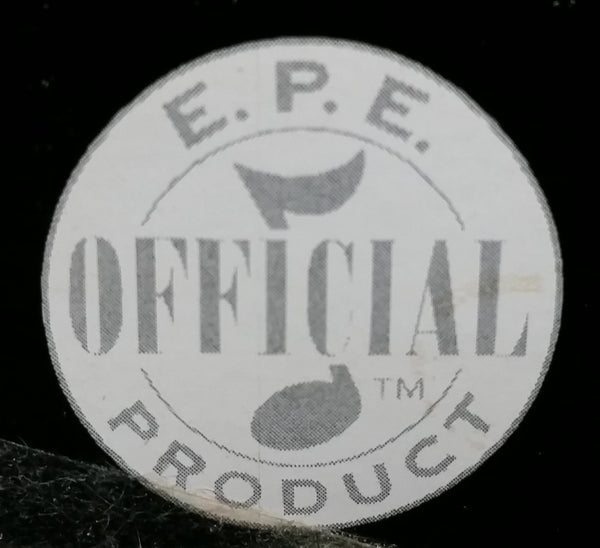 E.P.E.
OFFICIAL
TM
PRODUCT